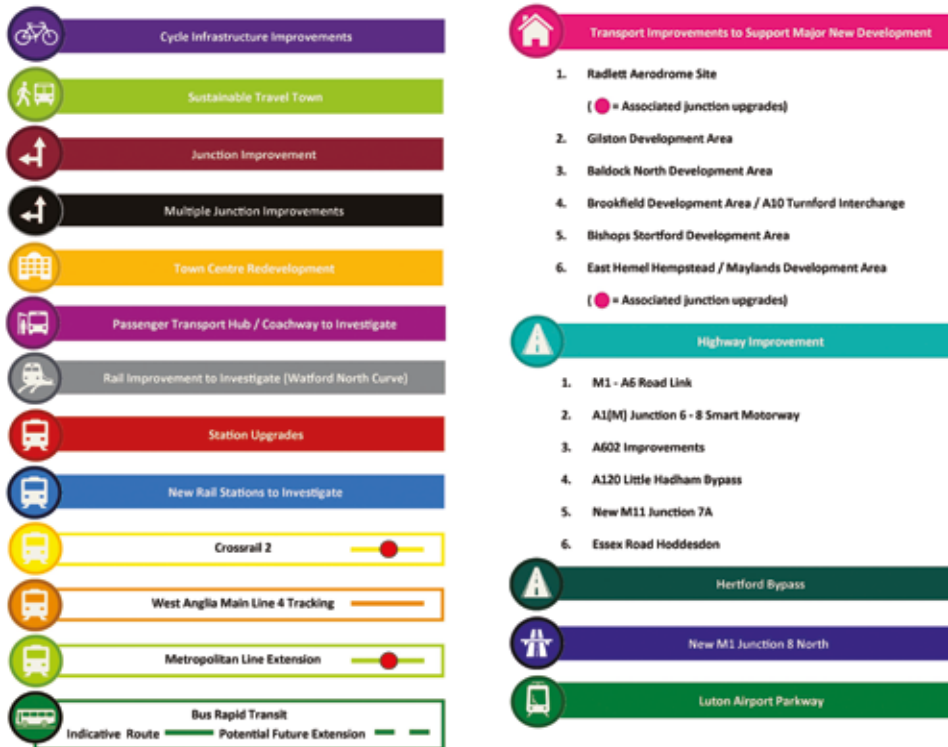 Cycle Infrastructure Improvements
Sustainable Travel Town
Junction Improvement
Multiple Junction Improvements
Town Centre Redevelopment
Passenger Transport Hub / Coachway to Investigate
Rail Improvement to Investigate (Watford North Curve)
Station Upgrades
New Rail Stations to Investigate
Crossrail 2
West Anglia Main Line 4 Tracking
Metropolitan Line Extension
Bus Rapid Transit
Indicative Route Potential Future Extension
Transport Improvements to Support Major New Development
1. Radlett Aerodrome Site
( = Associated junction upgrades)
2. Gilston Development Area
3. Baldock North Development Area
4. Brookfield Development Area / A10 Turnford Interchange
5. Bishops Stortford Development Area
6. East Hemel Hempstead / Maylands Development Area
( = Associated junction upgrades)
Highway Improvement
1. M1 - A6 Road Link
2. A1(M) Junction 6 - 8 Smart Motorway
3. A602 Improvements
4. A120 Little Hadham Bypass
5. New M11 Junction 7A
6. Essex Road Hoddesdon
Hertford Bypass
New M1 Junction 8 North
Luton Airport Parkway